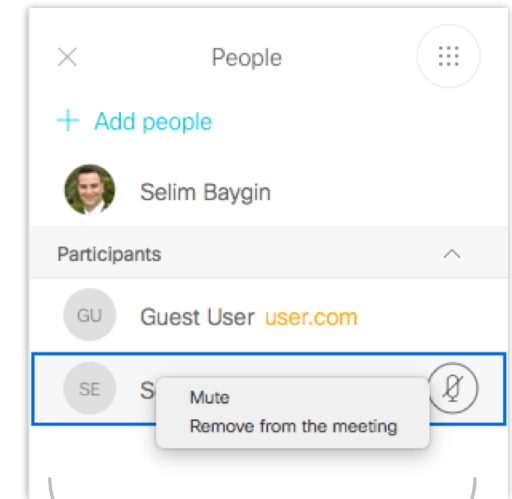 People
+ Add people
Selim Baygin
Participants
GU Guest User user.com
SE S
Mute
Remove from the meeting